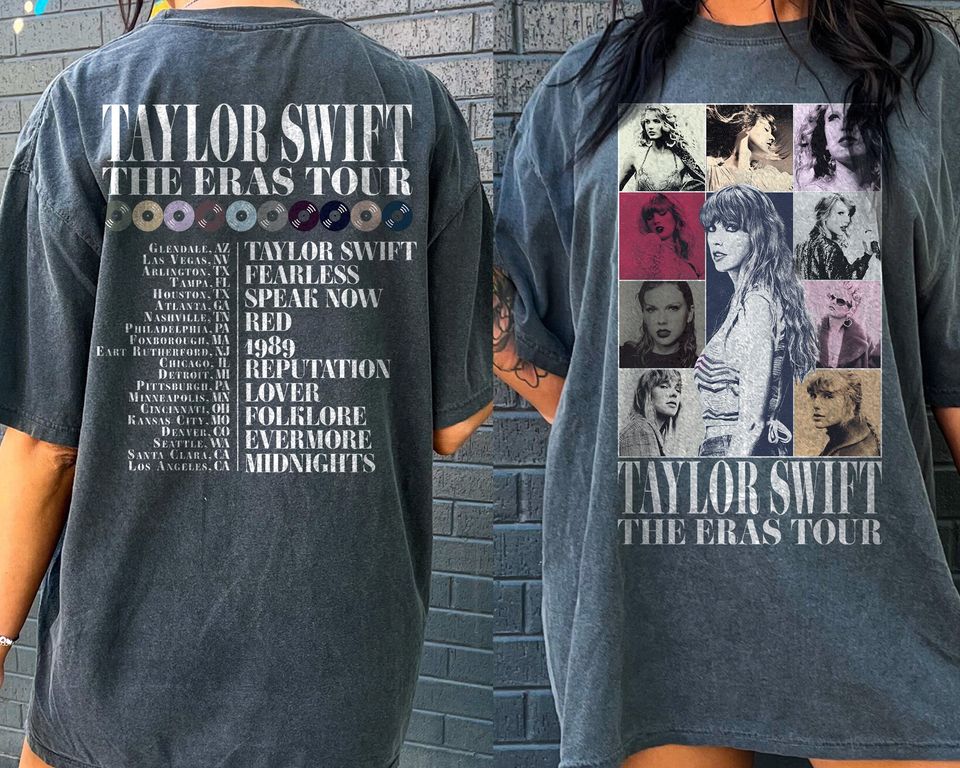 TAYLOR SWIFT
THE ERAS TOUR
GLENDALE, AZ
LAS VEGAS, NV
ARLINGTON, TX
TAMPA, FL
HOUSTON, TX
ATLANTA, GA
NASHVILLE, TN
PHILADELPHIA, PA
FOXBOROUGH, MA
EART RUTHERFORD, NJ
CHICAGO, IL
DETROIT, MI
PITTSBURGH, PA
MINNEAPOLIS, MN
CINCINNATI, OH
KANSAS CITY, MO
DENVER, CO
SEATTLE, WA
SANTA CLARA, CA
LOS ANGELES, CA
TAYLOR SWIFT
FEARLESS
SPEAK NOW
RED
1989
REPUTATION
LOVER
FOLKLORE
EVERMORE
MIDNIGHTS
TAYLOR SWIFT
THE ERAS TOUR